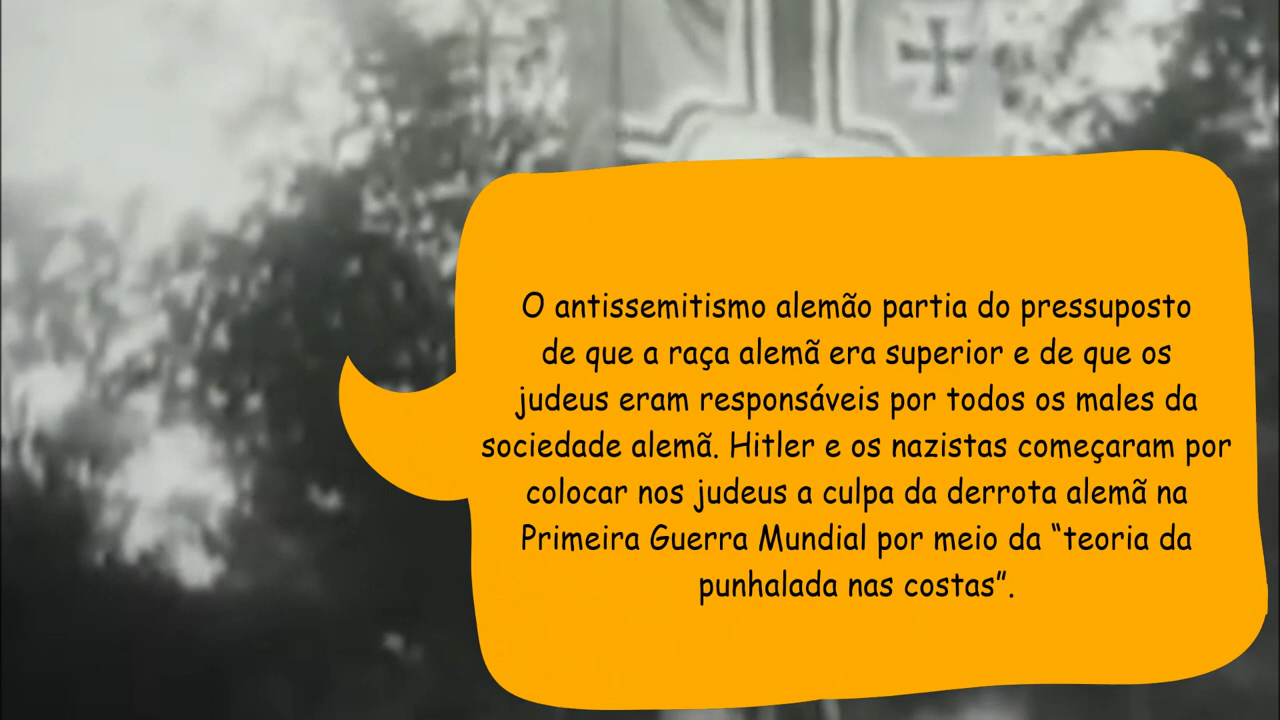 O antissemitismo alemão partia do pressuposto
de que a raça alemã era superior e de que os
judeus eram responsáveis por todos os males da
sociedade alemã. Hitler e os nazistas começaram por
colocar nos judeus a culpa da derrota alemã na
Primeira Guerra Mundial por meio da “teoria da
punhalada nas costas”.